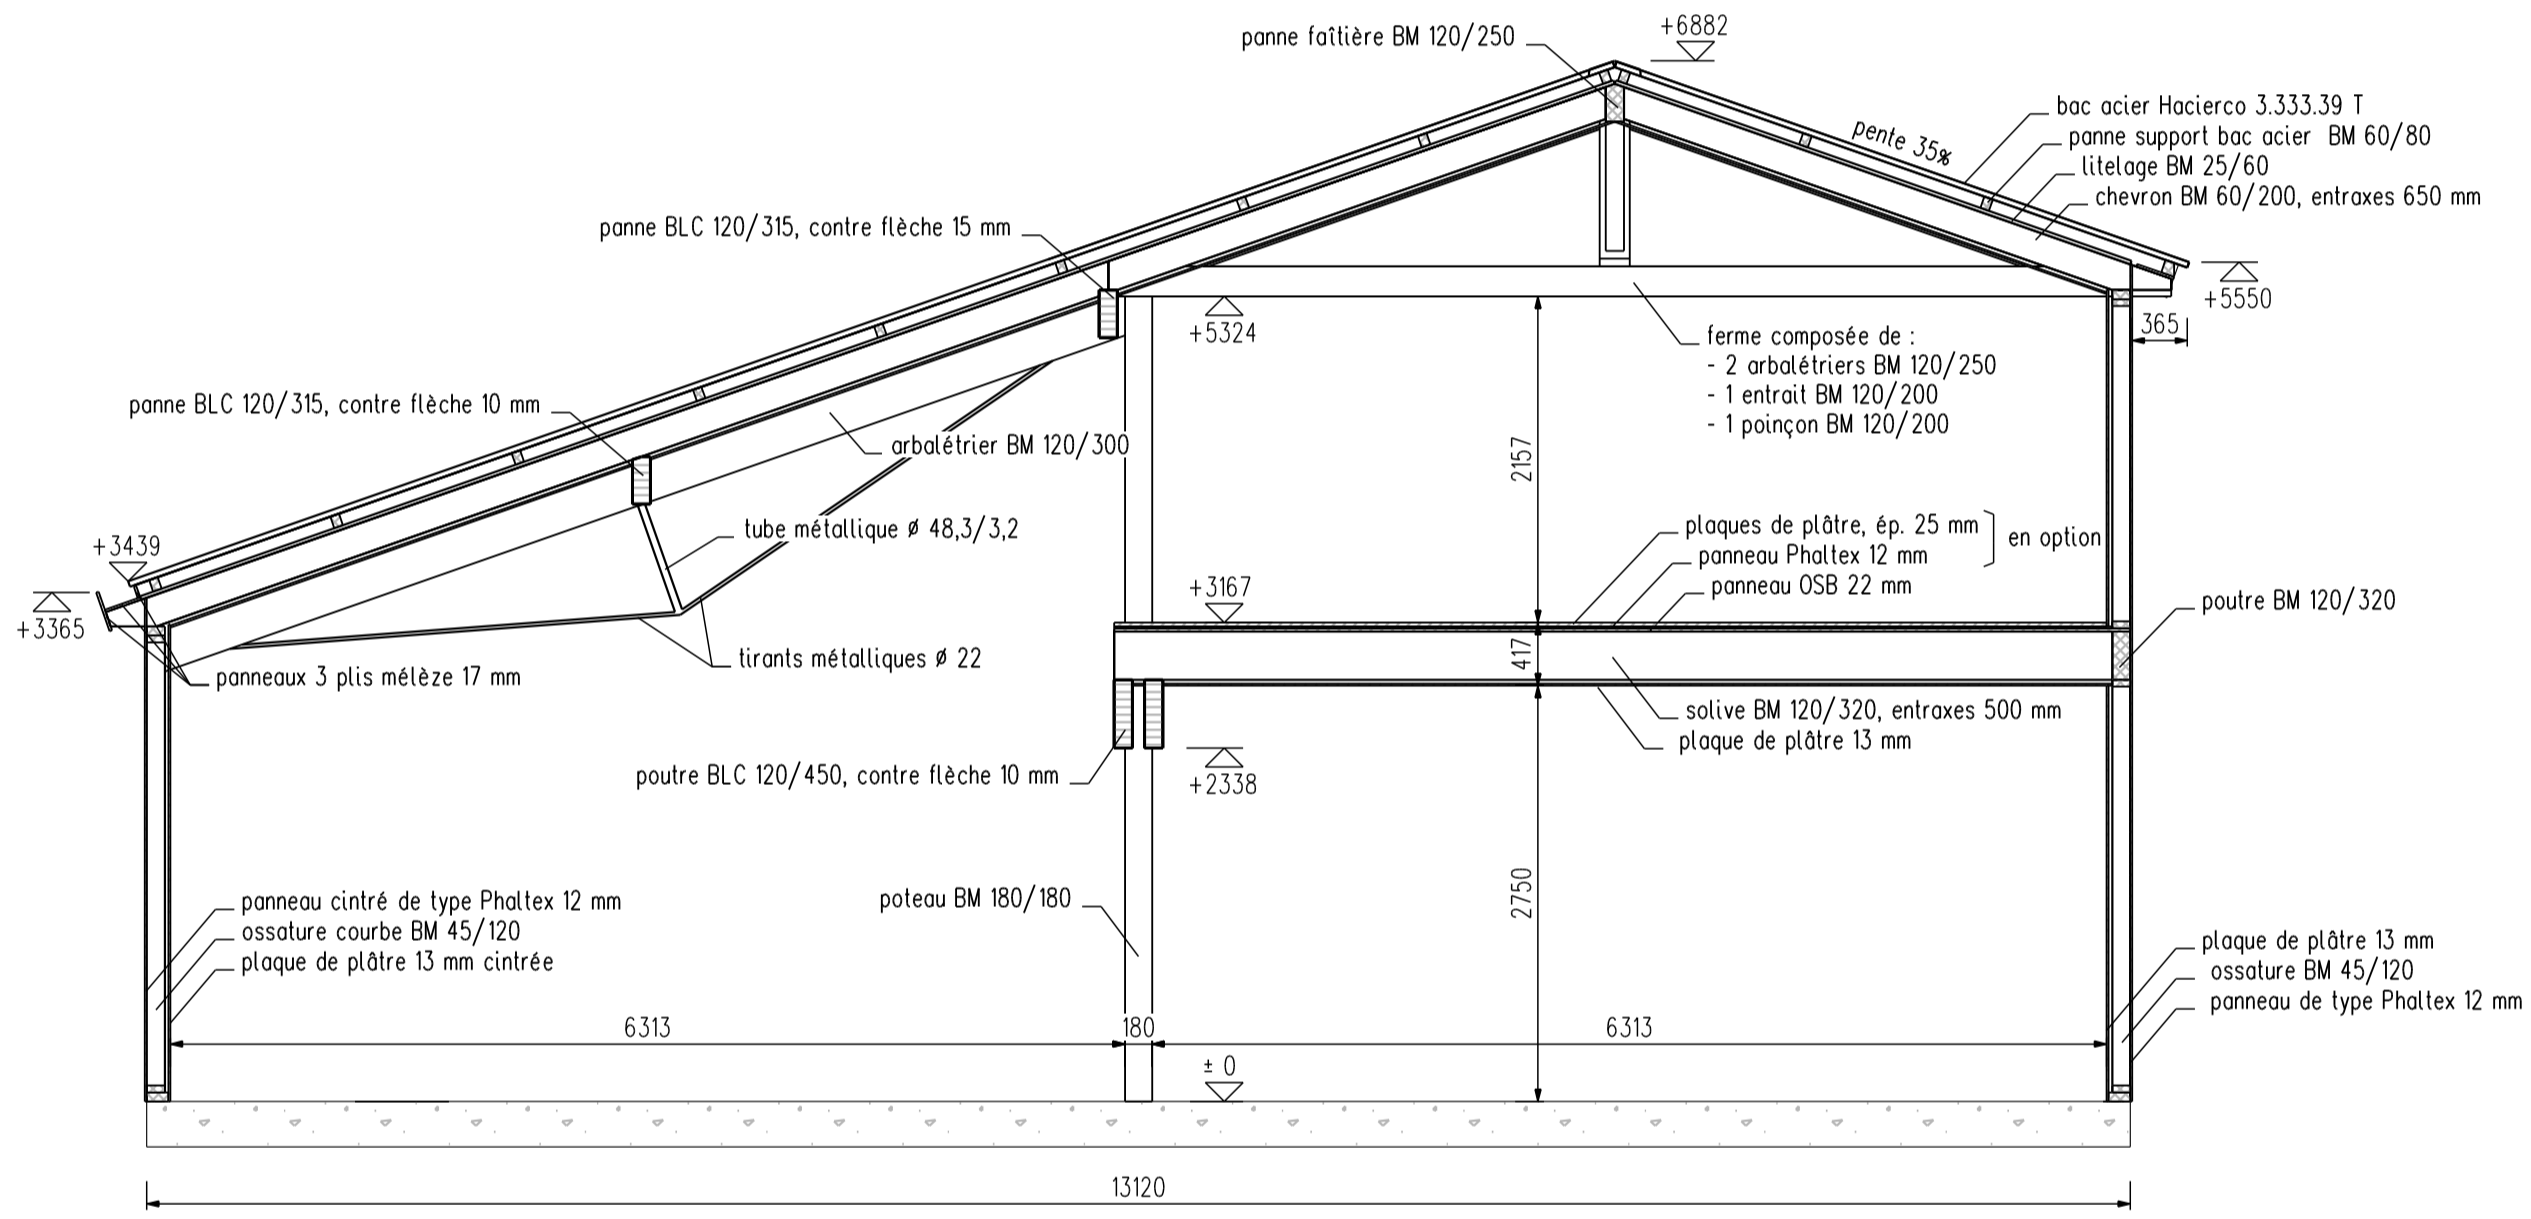 +6882
panne faîtière BM 120/250
bac acier Hacierco 3.333.39 T
pente 35%
panne support bac acier BM 60/80
litelage BM 25/60
chevron BM 60/200, entraxes 650 mm
panne BLC 120/315, contre flèche 15 mm
+5550
365
+5324
ferme composée de :
- 2 arbalétriers BM 120/250
- 1 entrait BM 120/200
- 1 poinçon BM 120/200
panne BLC 120/315, contre flèche 10 mm
arbalétrier BM 120/300
2157
tube métallique Ø 48,3/3,2
plaques de plâtre, ép. 25 mm
panneau Phaltex 12 mm
en option
panneau OSB 22 mm
+3439
+3365
+3167
poutre BM 120/320
417
tirants métalliques Ø 22
panneaux 3 plis mélèze 17 mm
solive BM 120/320, entraxes 500 mm
plaque de plâtre 13 mm
poutre BLC 120/450, contre flèche 10 mm
+2338
2750
panneau cintré de type Phaltex 12 mm
ossature courbe BM 45/120
plaque de plâtre 13 mm cintrée
poteau BM 180/180
plaque de plâtre 13 mm
ossature BM 45/120
panneau de type Phaltex 12 mm
6313
180
6313
± 0
13120